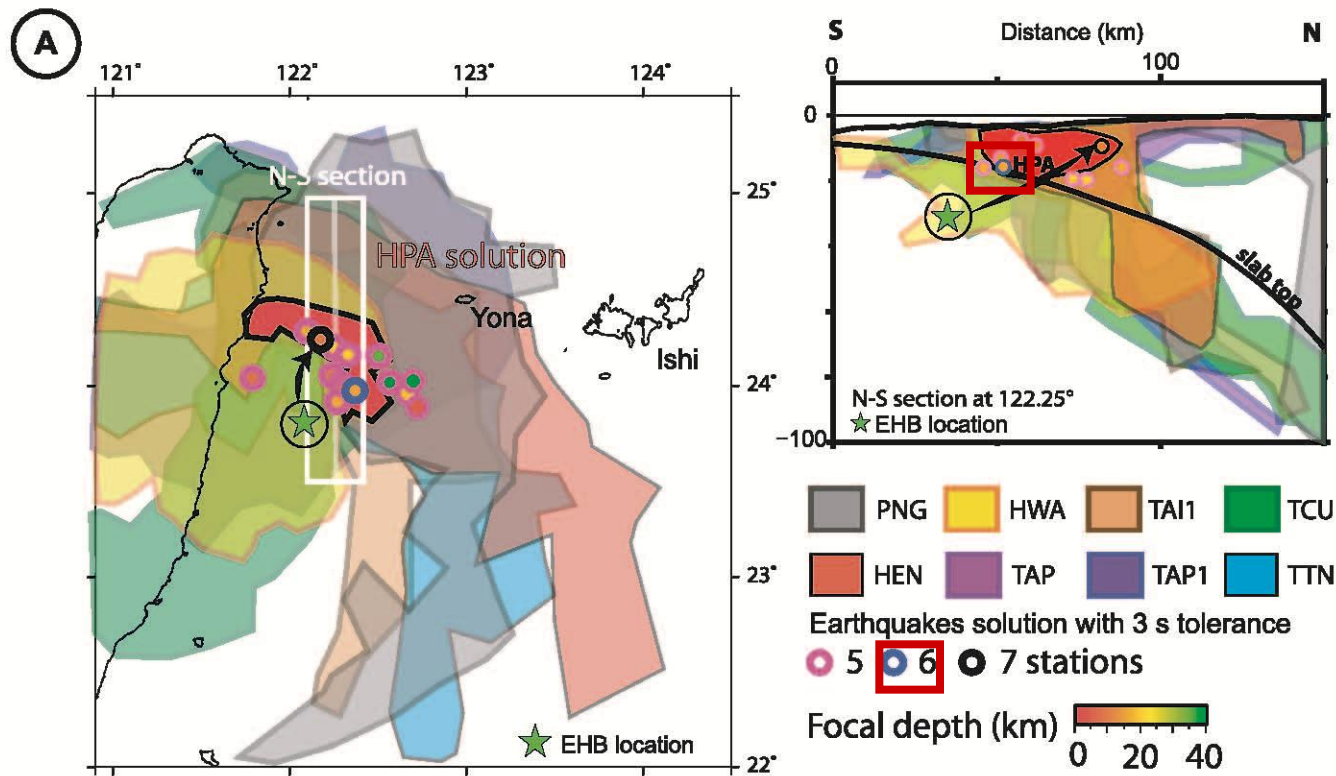 A
121°
122°
123°
124°
N-S section
25°
HPA solution
Yona
Ishi
24°
23°
22°
EHB location
S
Distance (km)
N
0
100
0
HPA
slab top
N-S section at 122.25°
EHB location
−100
PNG
HWA
TAI1
TCU
HEN
TAP
TAP1
TTN
Earthquakes solution with 3 s tolerance
5
6
7 stations
Focal depth (km)
0
20
40